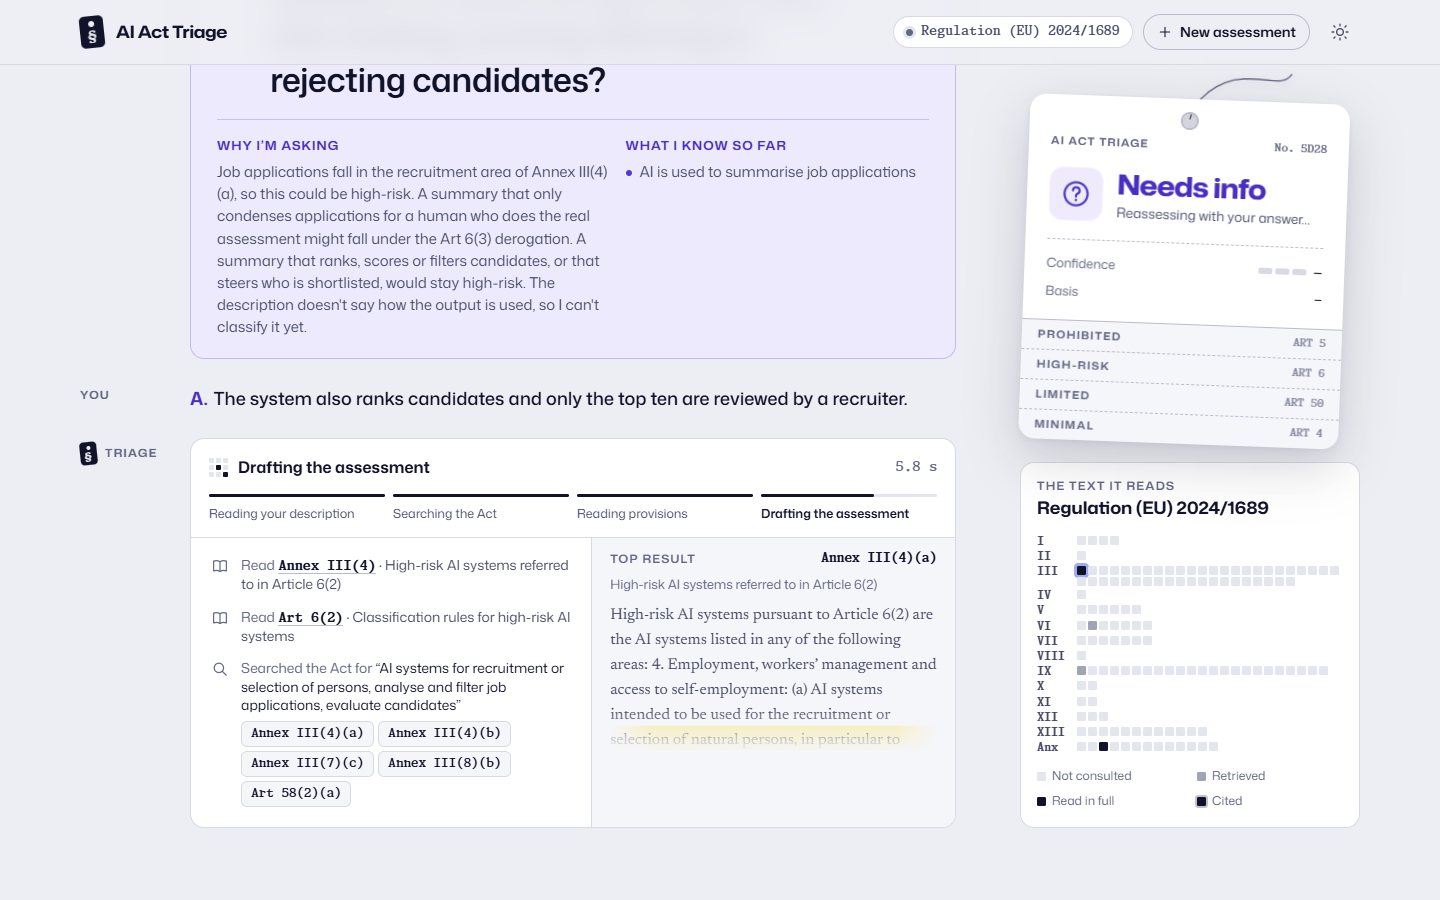 AI Act Triage
Regulation (EU) 2024/1689
New assessment
rejecting candidates?
WHY I'M ASKING
Job applications fall in the recruitment area of Annex III(4)
(a), so this could be high-risk. A summary that only
condenses applications for a human who does the real
assessment might fall under the Art 6(3) derogation. A
summary that ranks, scores or filters candidates, or that
steers who is shortlisted, would stay high-risk. The
description doesn't say how the output is used, so I can't
classify it yet.
WHAT I KNOW SO FAR
AI is used to summarise job applications
YOU
A. The system also ranks candidates and only the top ten are reviewed by a recruiter.
§ TRIAGE
Drafting the assessment
5.8 s
Reading your description
Searching the Act
Reading provisions
Drafting the assessment
Read Annex III(4) · High-risk AI systems referred
to in Article 6(2)
Read Art 6(2) · Classification rules for high-risk AI
systems
Searched the Act for “AI systems for recruitment or
selection of persons, analyse and filter job
applications, evaluate candidates”
Annex III(4)(a)
Annex III(4)(b)
Annex III(7)(c)
Annex III(8)(b)
Art 58(2)(a)
TOP RESULT
Annex III(4)(a)
High-risk AI systems referred to in Article 6(2)
High-risk AI systems pursuant to Article 6(2) are
the AI systems listed in any of the following
areas: 4. Employment, workers’ management and
access to self-employment: (a) AI systems
intended to be used for the recruitment or
selection of natural persons, in particular to
AI ACT TRIAGE
No. 5D28
Needs info
Reassessing with your answer...
Confidence
–
Basis
–
PROHIBITED
ART 5
HIGH-RISK
ART 6
LIMITED
ART 50
MINIMAL
ART 4
THE TEXT IT READS
Regulation (EU) 2024/1689
I
II
III
IV
V
VI
VII
VIII
IX
X
XI
XII
XIII
Anx
Not consulted
Retrieved
Read in full
Cited